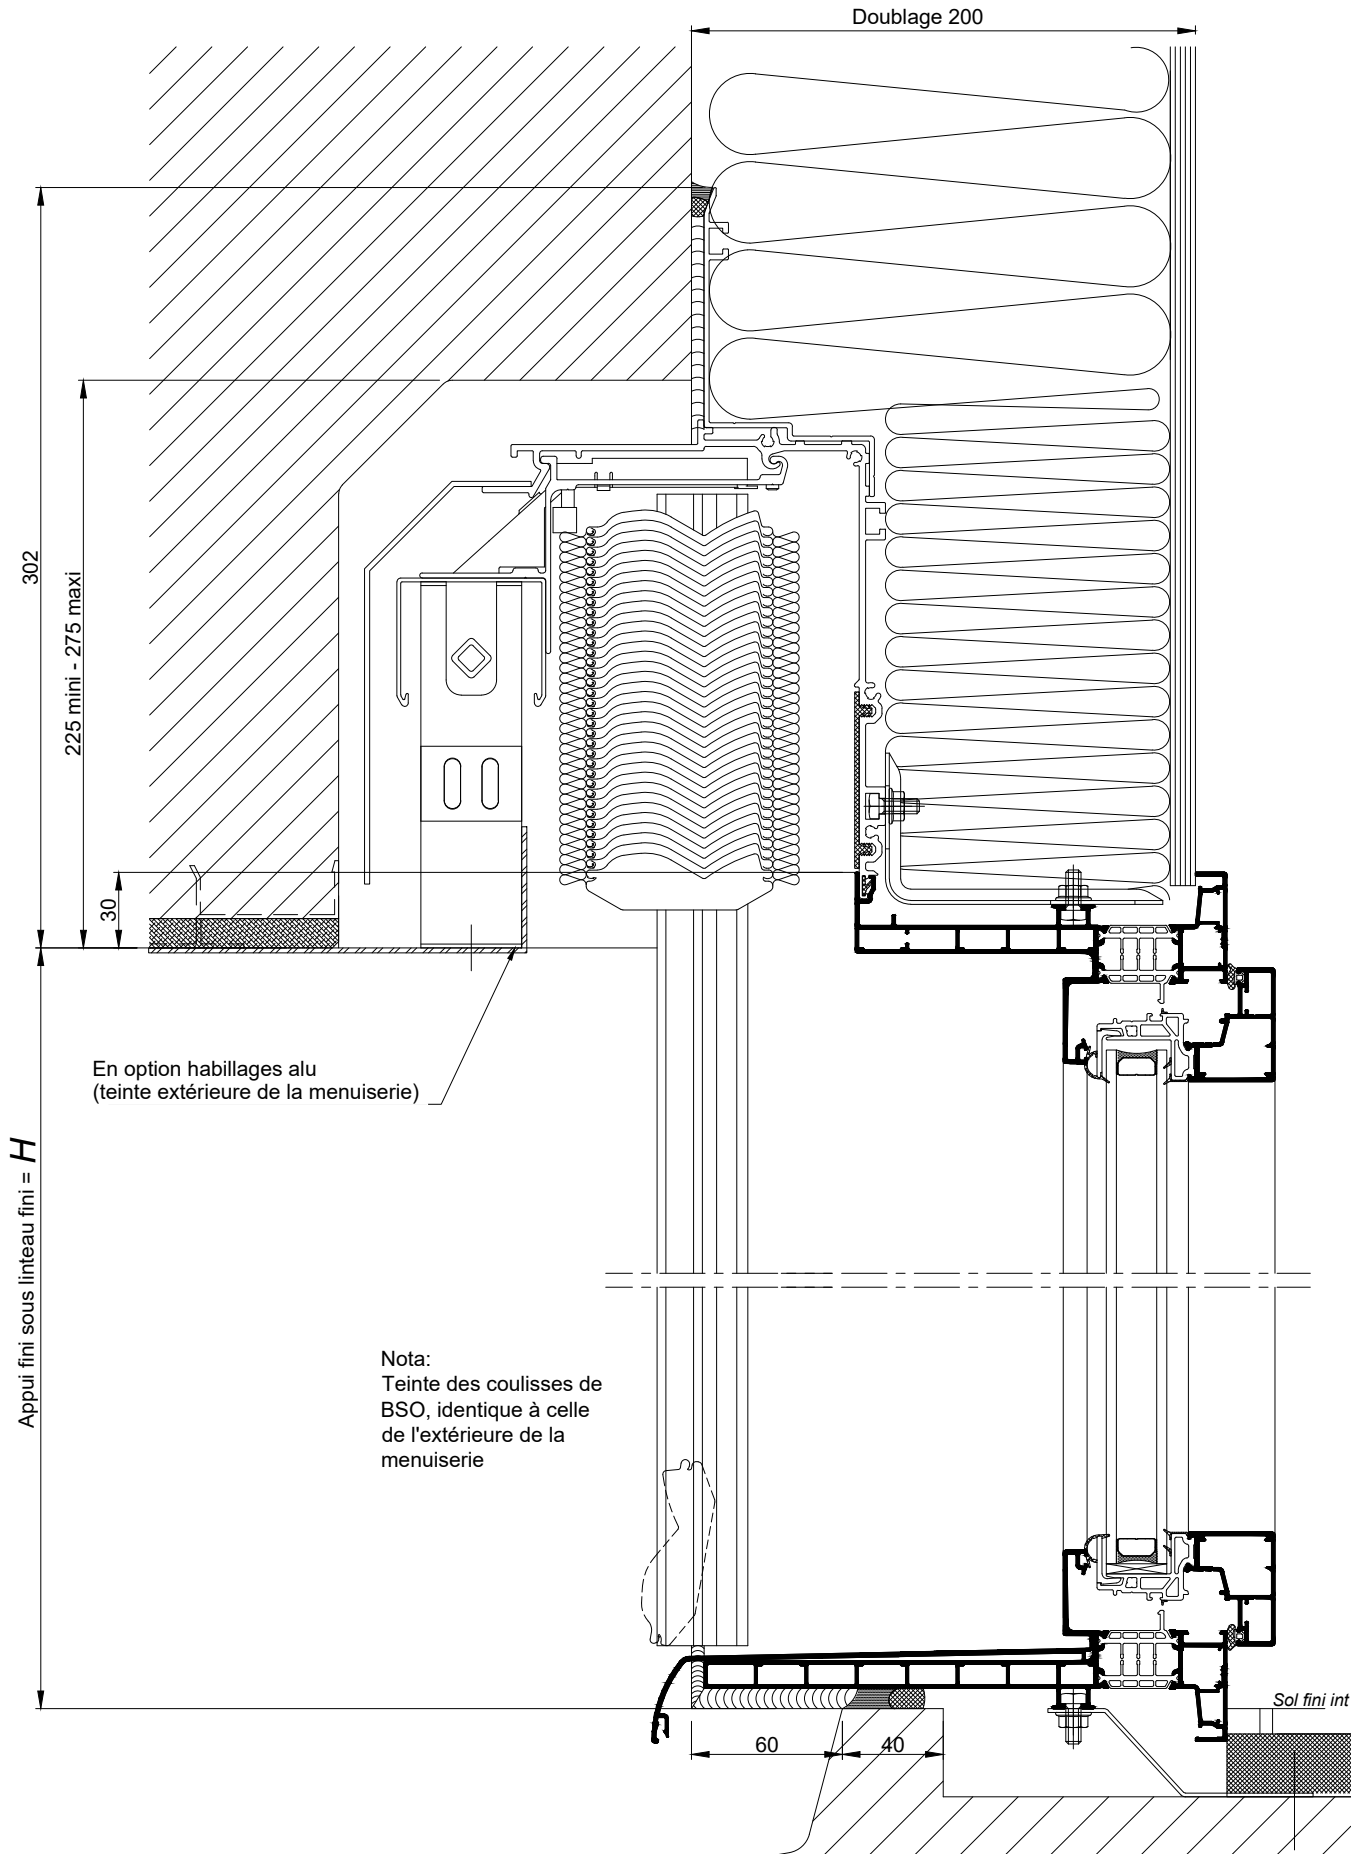 Doublage 200
302
225 mini - 275 maxi
30
En option habillages alu
(teinte extérieure de la menuiserie)
Appui fini sous linteau fini = H
Nota:
Teinte des coulisses de
BSO, identique à celle
de l'extérieure de la
menuiserie
Sol fini int
60
40